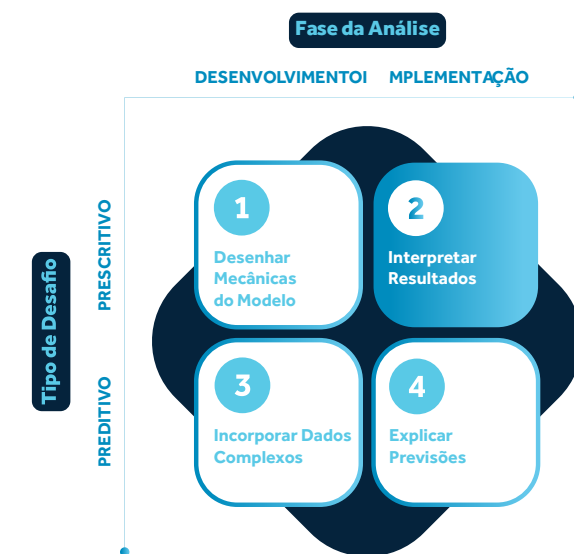 Fase da Análise
DESENVOLVIMENTOI MPLEMENTAÇÃO
Tipo de Desafio
PRESCRITIVO
1
Desenhar
Mecânicas
do Modelo
2
Interpretar
Resultados
PREDITIVO
3
Incorporar Dados
Complexos
4
Explicar
Previsões